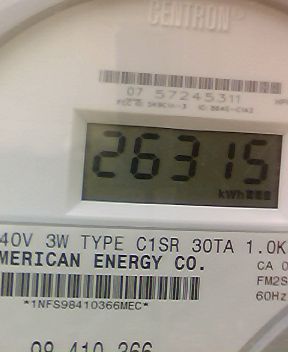 CENTRON
07 57245311
26315
kWh
40V 3W TYPE C1SR 30TA 1.0K
MERICAN ENERGY CO.
CA 0
FM2S
60Hz
*1NFS98410366MEC*
98 410 366